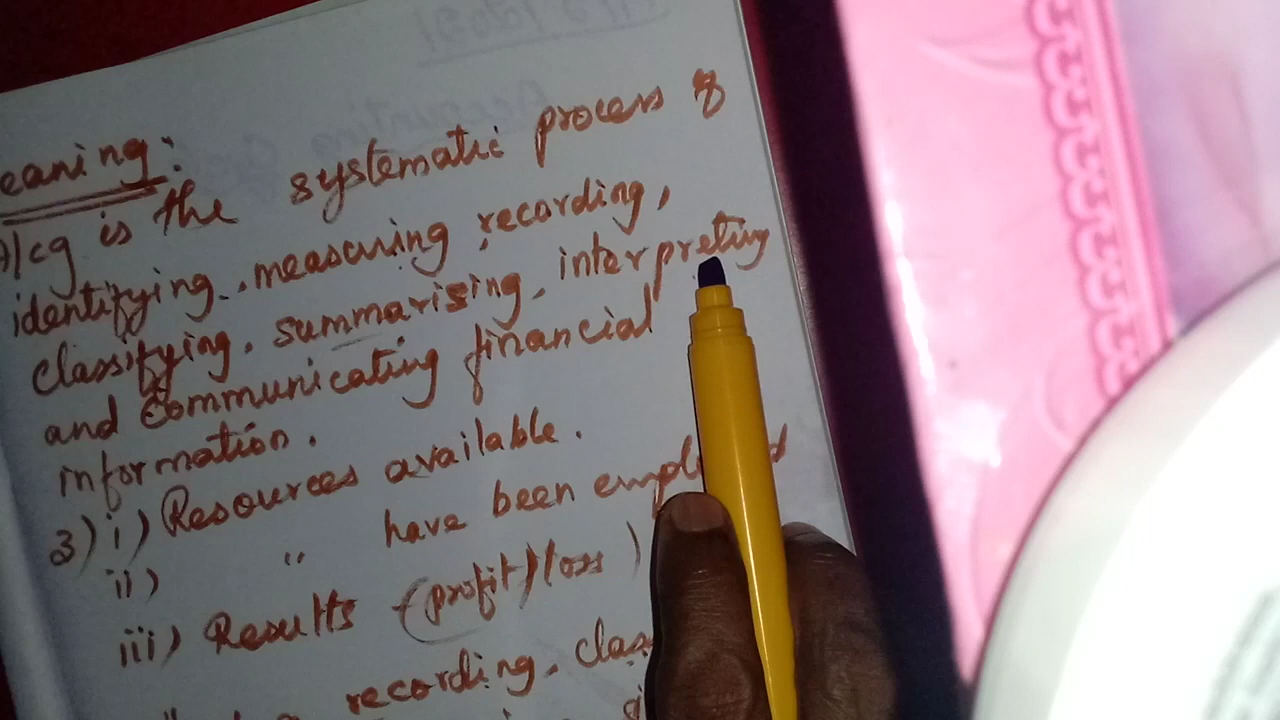 eaning:
A/cg is the systematic process of
identifying, measuring, recording,
classifying, summarising, interpreting
and communicating financial
information.
3) i) Resources available.
ii) " have been
iii) Results (profit/loss)
recording, clas